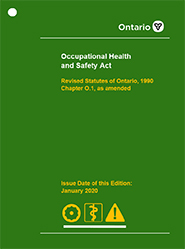 Ontario
Occupational Health
and Safety Act
Revised Statutes of Ontario, 1990
Chapter O.1, as amended
Issue Date of this Edition:
January 2020